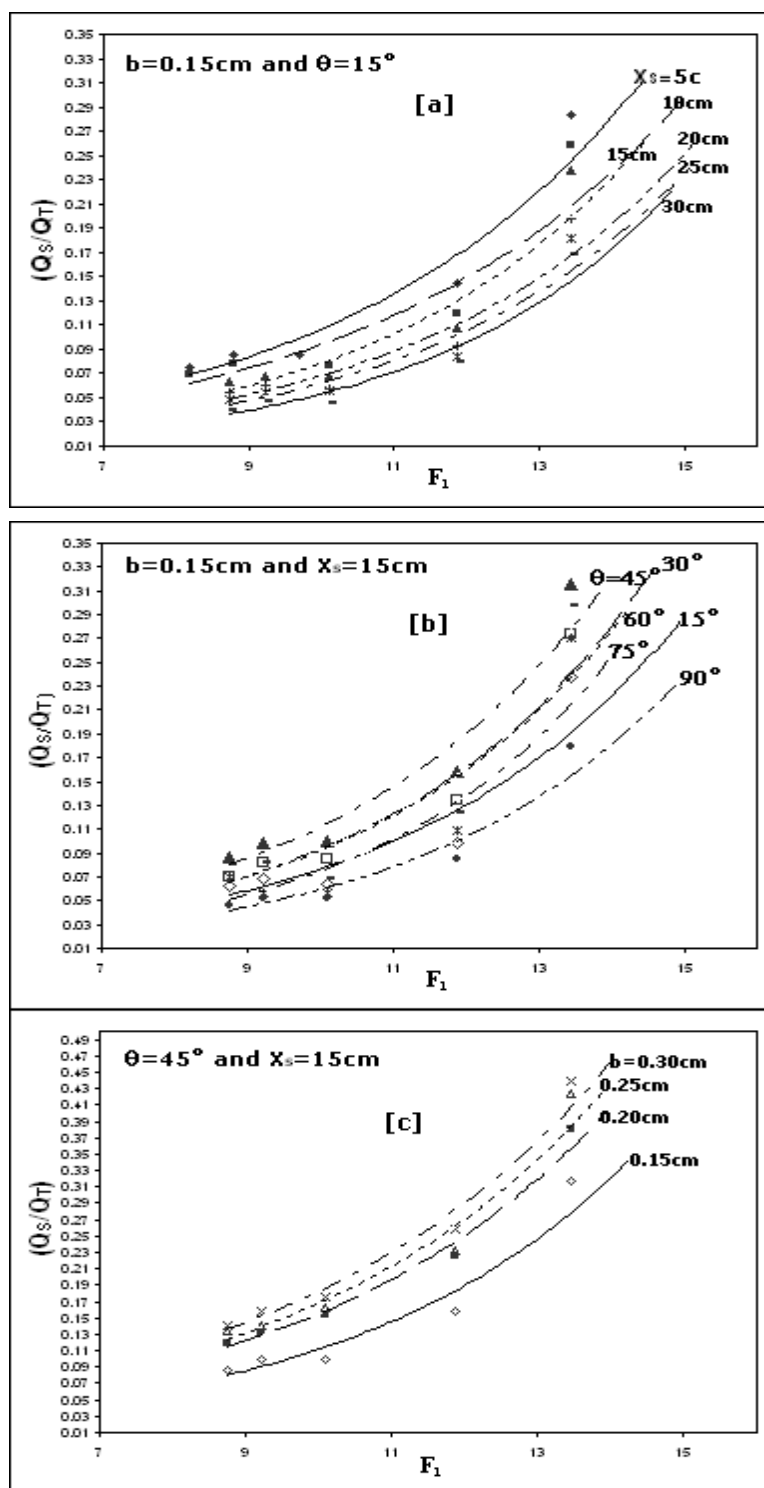 0.35
b=0.15cm and Θ=15°
0.33
[a]
Xs=5c
0.31
10cm
0.29
20cm
0.27
15cm
0.25
25cm
0.23
30cm
0.21
0.19
0.17
0.15
0.13
0.11
0.09
0.07
0.05
0.03
0.01
(QS/QT)
7 9 11 13 15
F1
0.35
b=0.15cm and Xs=15cm
0.33
[b]
Θ=45°
30°
0.31
0.29
60°
15°
0.27
75°
0.25
90°
0.23
0.21
0.19
0.17
0.15
0.13
0.11
0.09
0.07
0.05
0.03
0.01
(QS/QT)
7 9 11 13 15
F1
0.49
Θ=45° and Xs=15cm
0.47
b=0.30cm
0.45
0.25cm
0.43
0.41
0.20cm
0.39
[c]
0.37
0.35
0.15cm
0.33
0.31
0.29
0.27
0.25
0.23
0.21
0.19
0.17
0.15
0.13
0.11
0.09
0.07
0.05
0.03
0.01
(QS/QT)
7 9 11 13 15
F1